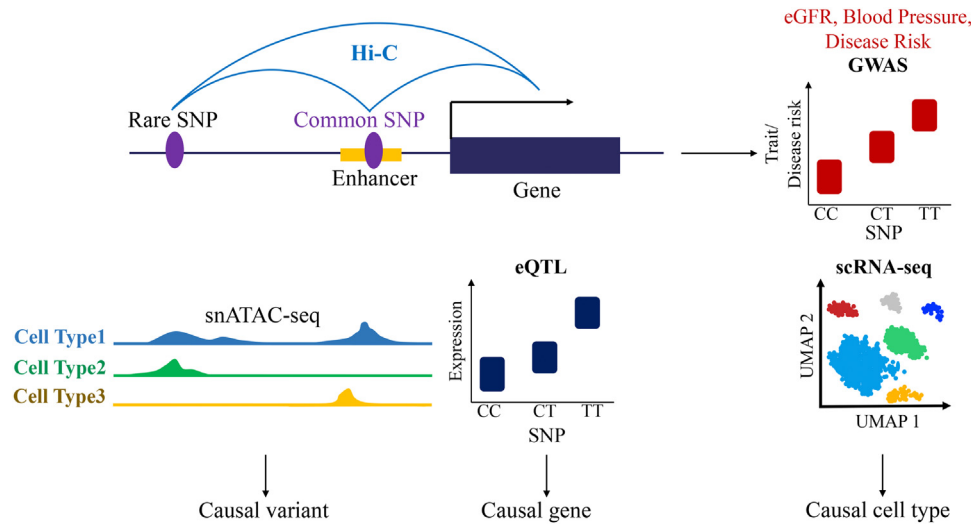 eGFR, Blood Pressure,
Disease Risk
GWAS
Hi-C
Rare SNP
Common SNP
Enhancer
Gene
Trait/
Disease risk
CC CT TT
SNP
snATAC-seq
Cell Type1
Cell Type2
Cell Type3
eQTL
Expression
CC CT TT
SNP
scRNA-seq
UMAP 2
UMAP 1
Causal variant
Causal gene
Causal cell type